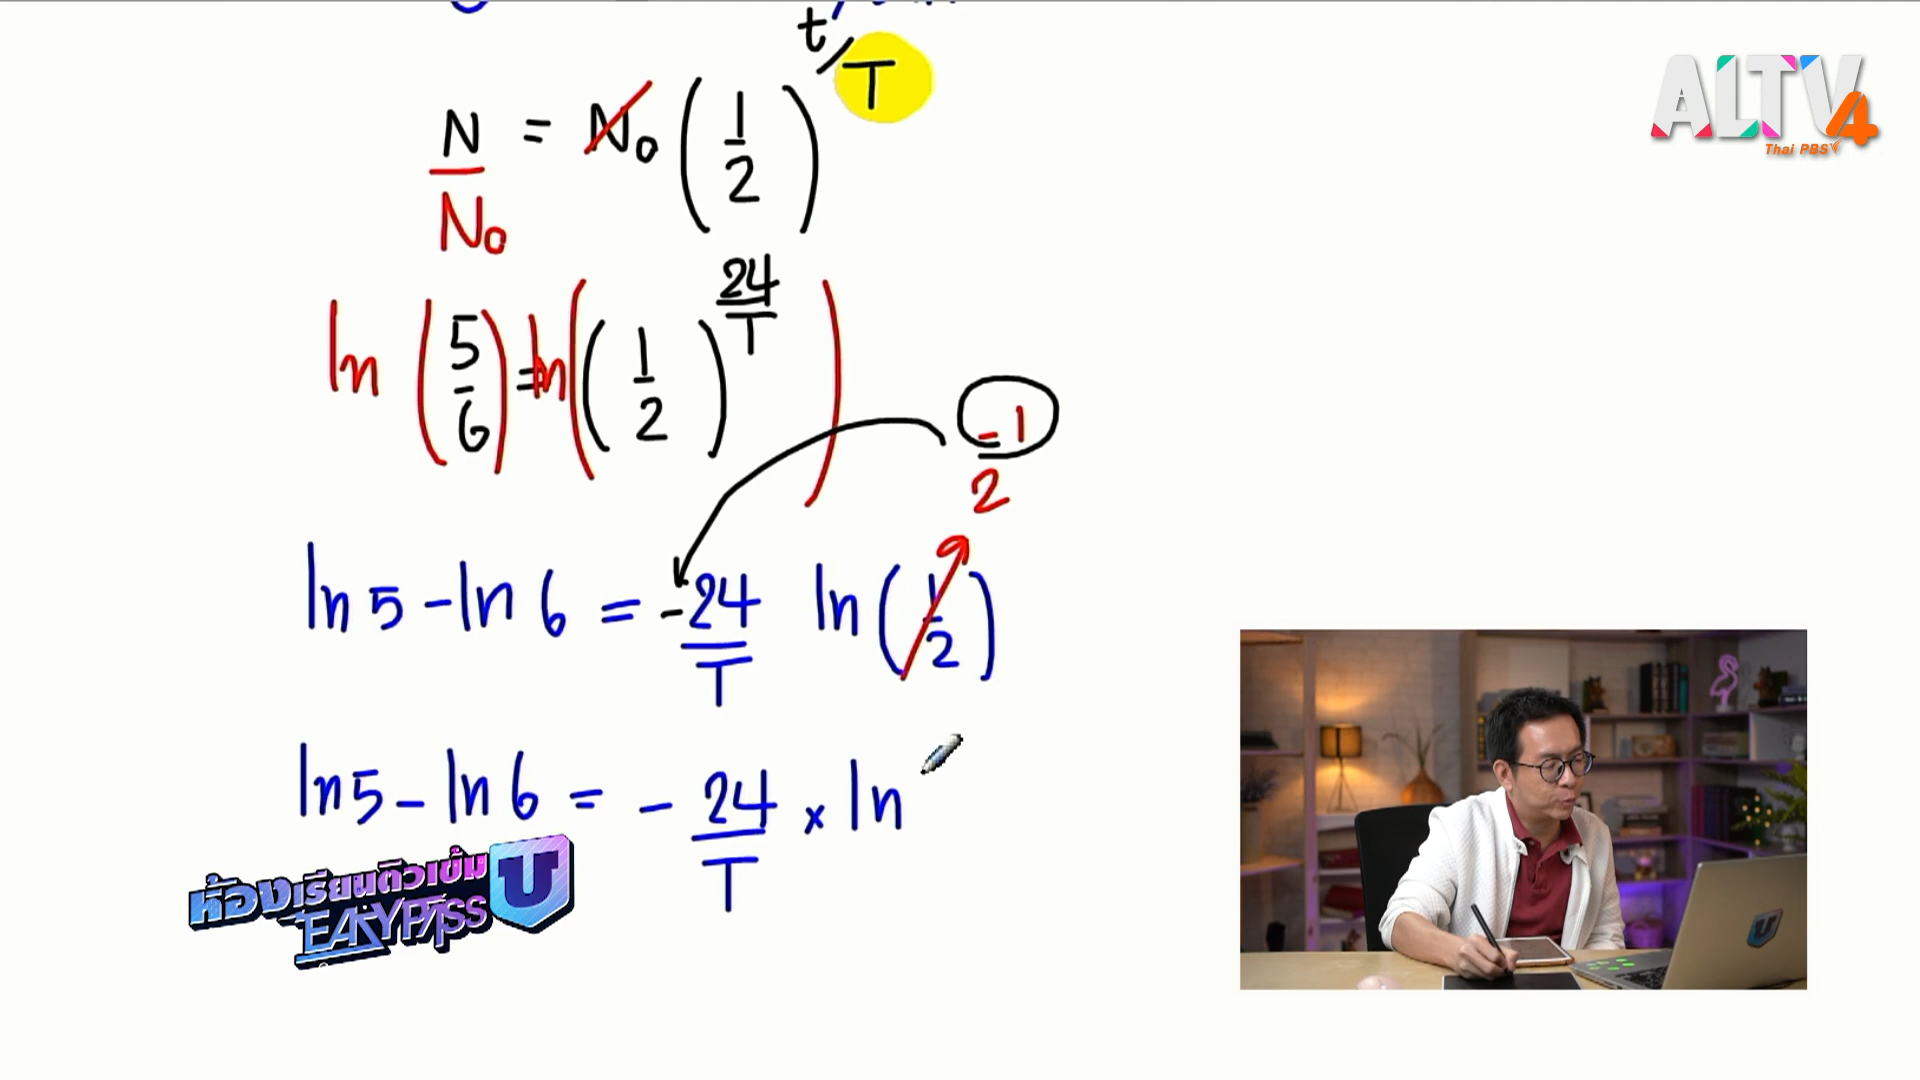 t/T
N/N₀ = N₀ (1/2)
ln (5/6) = ln((1/2)^(24/T))
-1
2
ln 5 - ln 6 = -24/T ln (1/2)
ln 5 - ln 6 = - 24/T × ln
ALTV4
Thai PBS
ห้องเรียนติวเข้ม
EASY PASS U
U